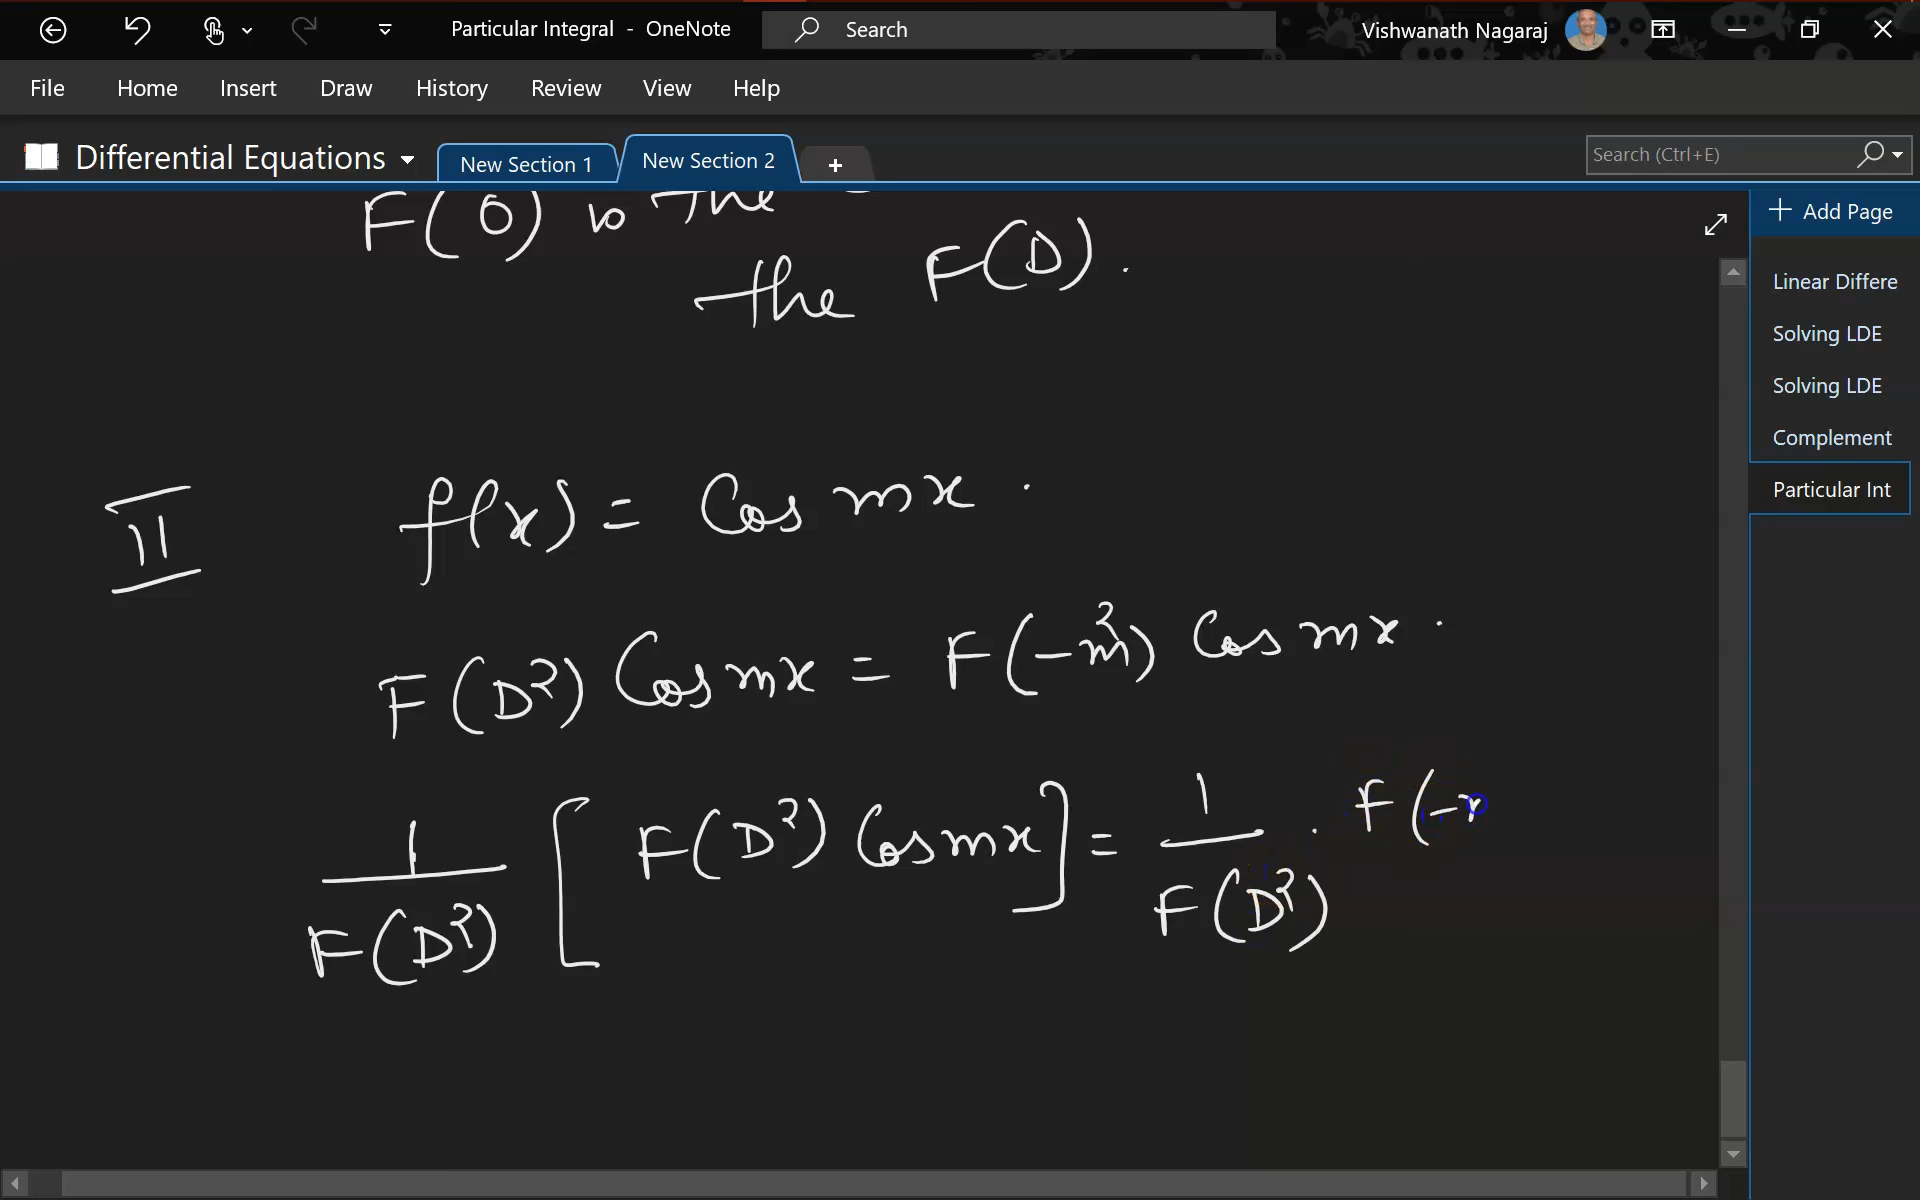 Particular Integral - OneNote
Search
Vishwanath Nagaraj
File Home Insert Draw History Review View Help
Differential Equations
New Section 1
New Section 2
+
Search (Ctrl+E)
+ Add Page
Linear Differe
Solving LDE
Solving LDE
Complement
Particular Int
F(0) is the
the F(D).
II f(x) = Cos mx.
F(D²) Cos mx = F(-m²) Cos mx.
1/F(D²) [F(D²) Cos mx] = 1/F(D²) . F(-